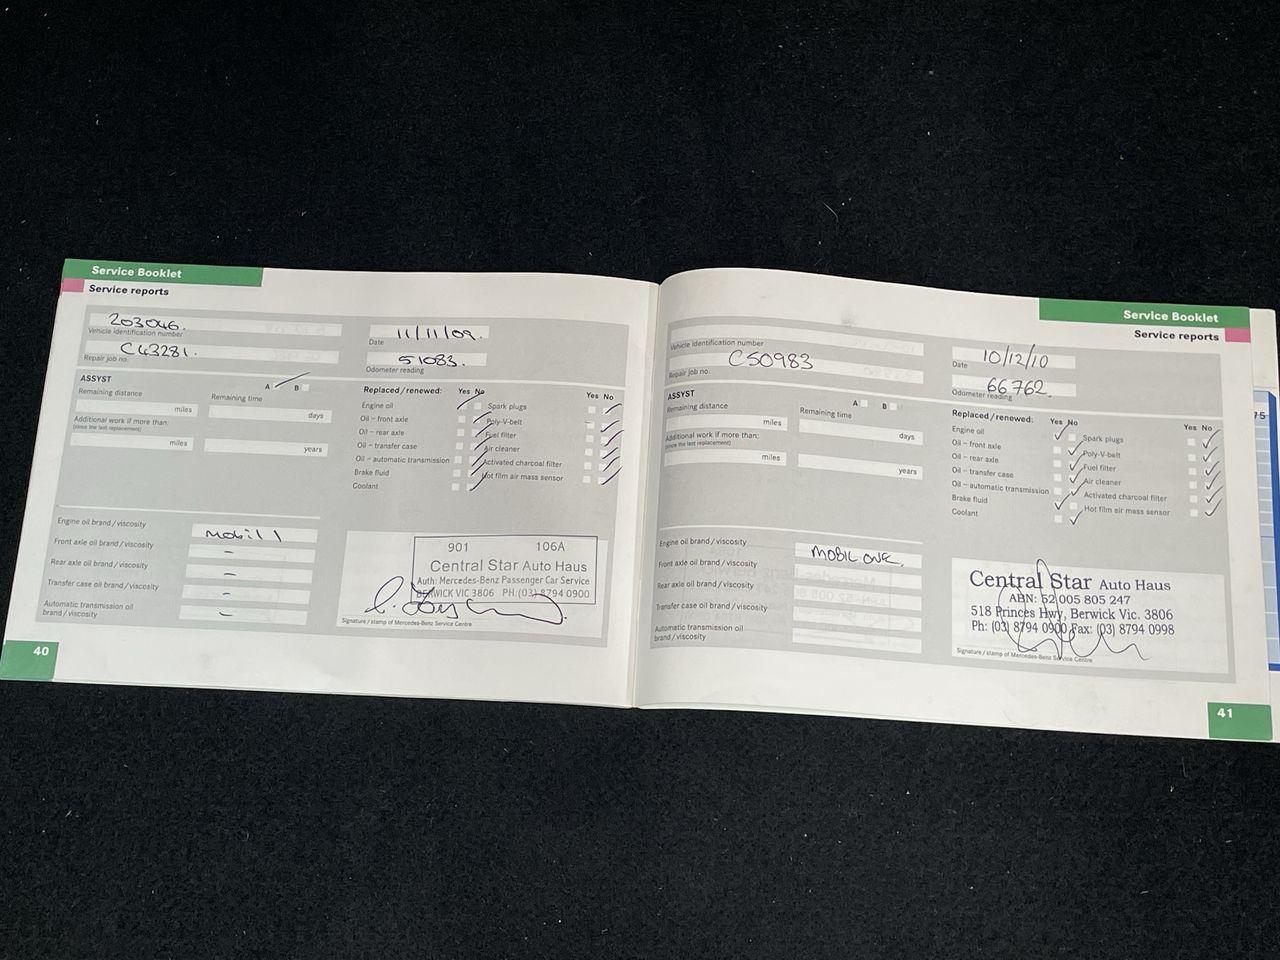 Service Booklet
Service reports
203046.
Vehicle identification number
C43281.
Repair job no.
11/11/09.
Date
51083.
Odometer reading
ASSYST
A B
Remaining distance
Remaining time
miles
days
Additional work if more than:
(since the last replacement)
miles
years
Replaced/renewed: Yes No
Engine oil
Oil – front axle
Oil – rear axle
Oil – transfer case
Oil – automatic transmission
Brake fluid
Coolant
Yes No
Spark plugs
Poly-V-belt
Fuel filter
Air cleaner
Activated charcoal filter
Hot film air mass sensor
Engine oil brand/viscosity
mobil 1
Front axle oil brand/viscosity
–
Rear axle oil brand/viscosity
–
Transfer case oil brand/viscosity
–
Automatic transmission oil
brand/viscosity
–
901 106A
Central Star Auto Haus
Auth: Mercedes-Benz Passenger Car Service
BERWICK VIC 3806 PH:(03) 8794 0900
Signature/stamp of Mercedes-Benz Service Centre
40
Service Booklet
Service reports
Vehicle identification number
C50983
Repair job no.
10/12/10
Date
66762.
Odometer reading
ASSYST
A B
Remaining distance
Remaining time
miles
days
Additional work if more than:
(since the last replacement)
miles
years
Replaced/renewed: Yes No
Engine oil
Oil – front axle
Oil – rear axle
Oil – transfer case
Oil – automatic transmission
Brake fluid
Coolant
Yes No
Spark plugs
Poly-V-belt
Fuel filter
Air cleaner
Activated charcoal filter
Hot film air mass sensor
Engine oil brand/viscosity
MOBIL ONE.
Front axle oil brand/viscosity
Rear axle oil brand/viscosity
Transfer case oil brand/viscosity
Automatic transmission oil
brand/viscosity
Central Star Auto Haus
ABN: 52 005 805 247
518 Princes Hwy, Berwick Vic. 3806
Ph: (03) 8794 0900 Fax: (03) 8794 0998
Signature/stamp of Mercedes-Benz Service Centre
41